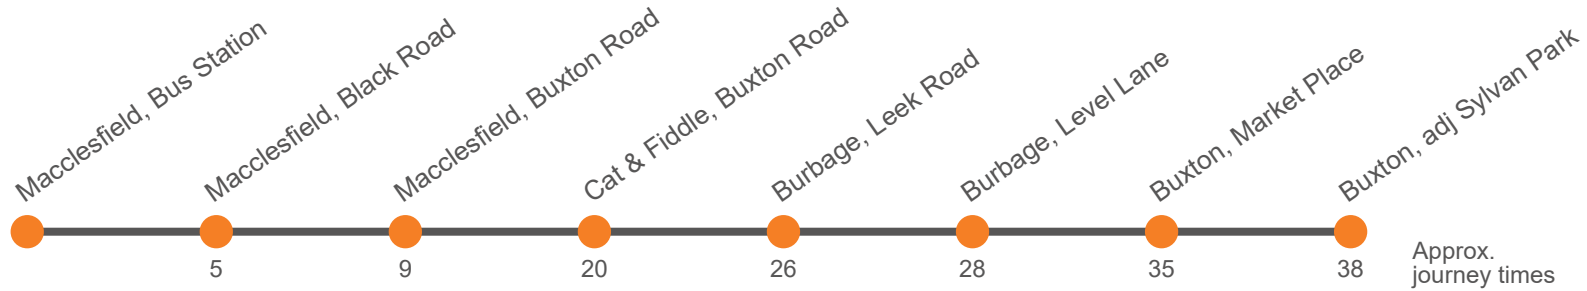 Macclesfield, Bus Station
Macclesfield, Black Road
Macclesfield, Buxton Road
Cat & Fiddle, Buxton Road
Burbage, Leek Road
Burbage, Level Lane
Buxton, Market Place
Buxton, adj Sylvan Park
5
9
20
26
28
35
38
Approx.
journey times